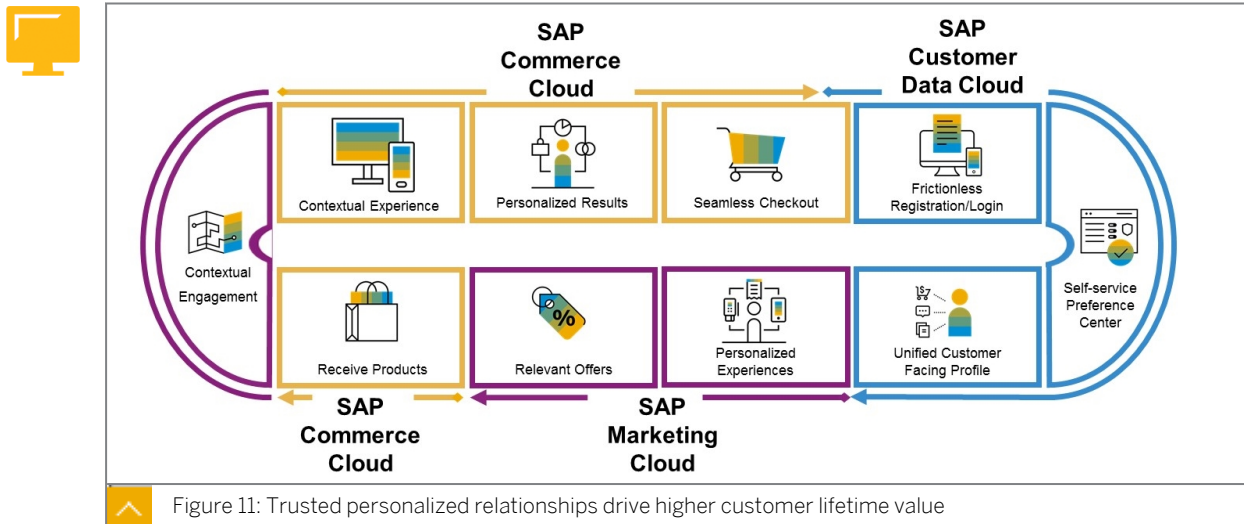 SAP
Commerce
Cloud
SAP
Customer
Data Cloud
Contextual Experience
Personalized Results
Seamless Checkout
Frictionless
Registration/Login
Contextual
Engagement
Self-service
Preference
Center
Receive Products
%
Relevant Offers
Personalized
Experiences
$
Unified Customer
Facing Profile
SAP
Commerce
Cloud
SAP
Marketing
Cloud
Figure 11: Trusted personalized relationships drive higher customer lifetime value